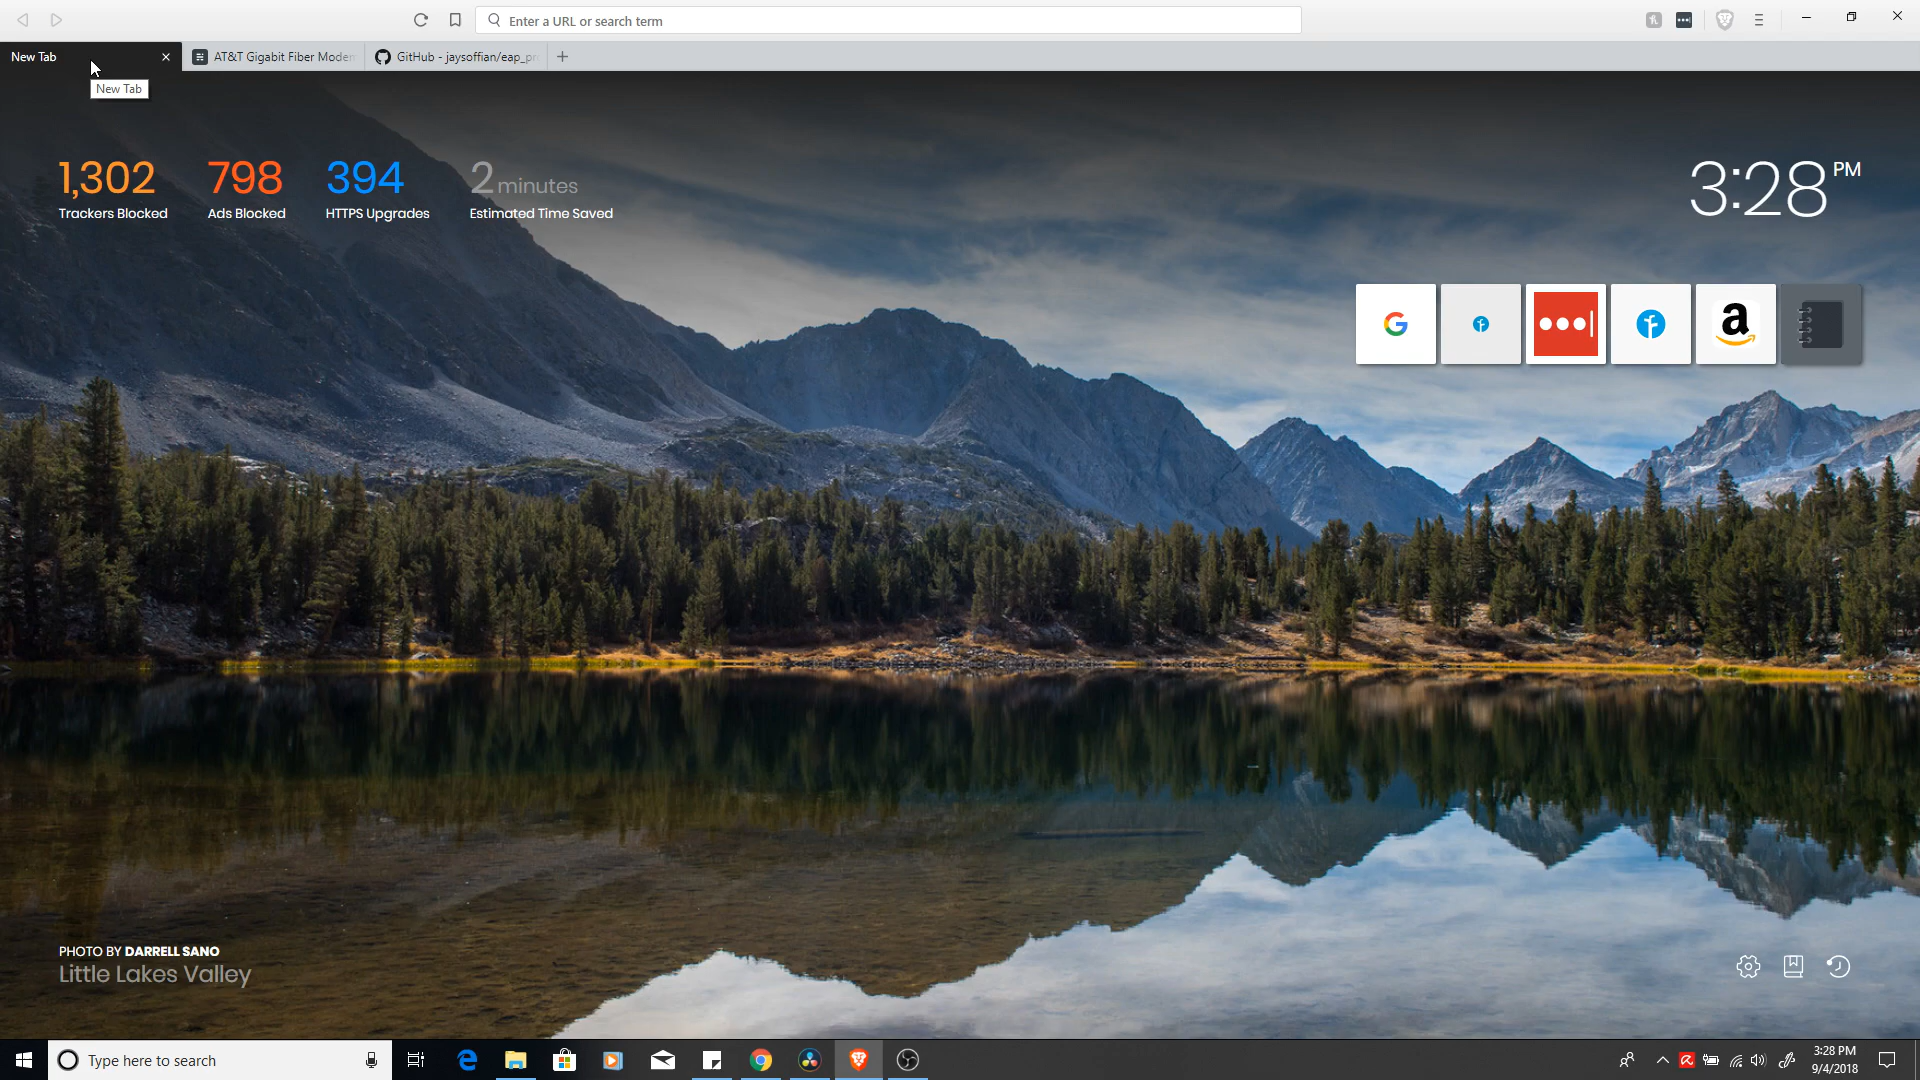 Enter a URL or search term
New Tab
AT&T Gigabit Fiber Modem
GitHub - jaysoffian/eap_pr
New Tab
1,302
Trackers Blocked
798
Ads Blocked
394
HTTPS Upgrades
2 minutes
Estimated Time Saved
3:28 PM
a
PHOTO BY DARRELL SANO
Little Lakes Valley
Type here to search
3:28 PM
9/4/2018